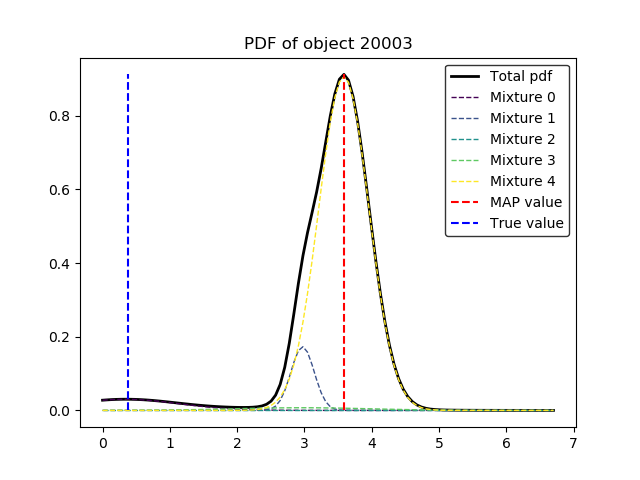 PDF of object 20003
Total pdf
Mixture 0
Mixture 1
Mixture 2
Mixture 3
Mixture 4
MAP value
True value
0.8
0.6
0.4
0.2
0.0
0 1 2 3 4 5 6 7